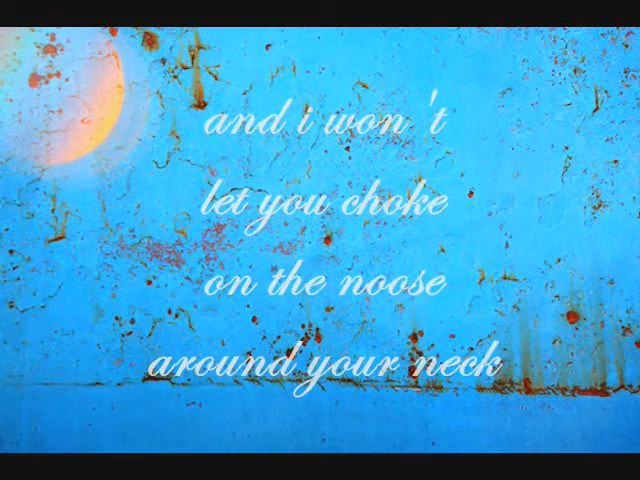 and i won't
let you choke
on the noose
around your neck